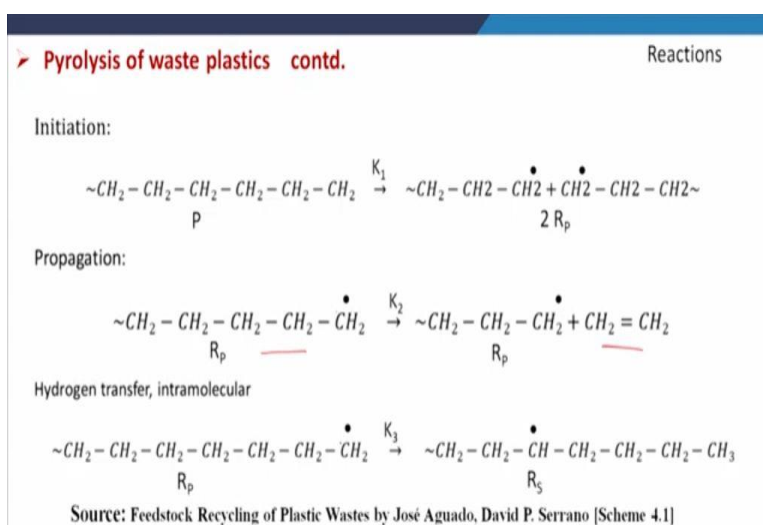 ➢ Pyrolysis of waste plastics contd.
Reactions
Initiation:
K₁
~CH₂ – CH₂ – CH₂ – CH₂ – CH₂ – CH₂ → ~CH₂ – CH2 – CH2 + CH2 – CH2 – CH2~
P 2 Rₚ
Propagation:
K₂
~CH₂ – CH₂ – CH₂ – CH₂ – CH₂ → ~CH₂ – CH₂ – CH₂ + CH₂ = CH₂
Rₚ Rₚ
Hydrogen transfer, intramolecular
K₃
~CH₂ – CH₂ – CH₂ – CH₂ – CH₂ – CH₂ – CH₂ → ~CH₂ – CH₂ – CH – CH₂ – CH₂ – CH₂ – CH₃
Rₚ Rₛ
Source: Feedstock Recycling of Plastic Wastes by José Aguado, David P. Serrano [Scheme 4.1]